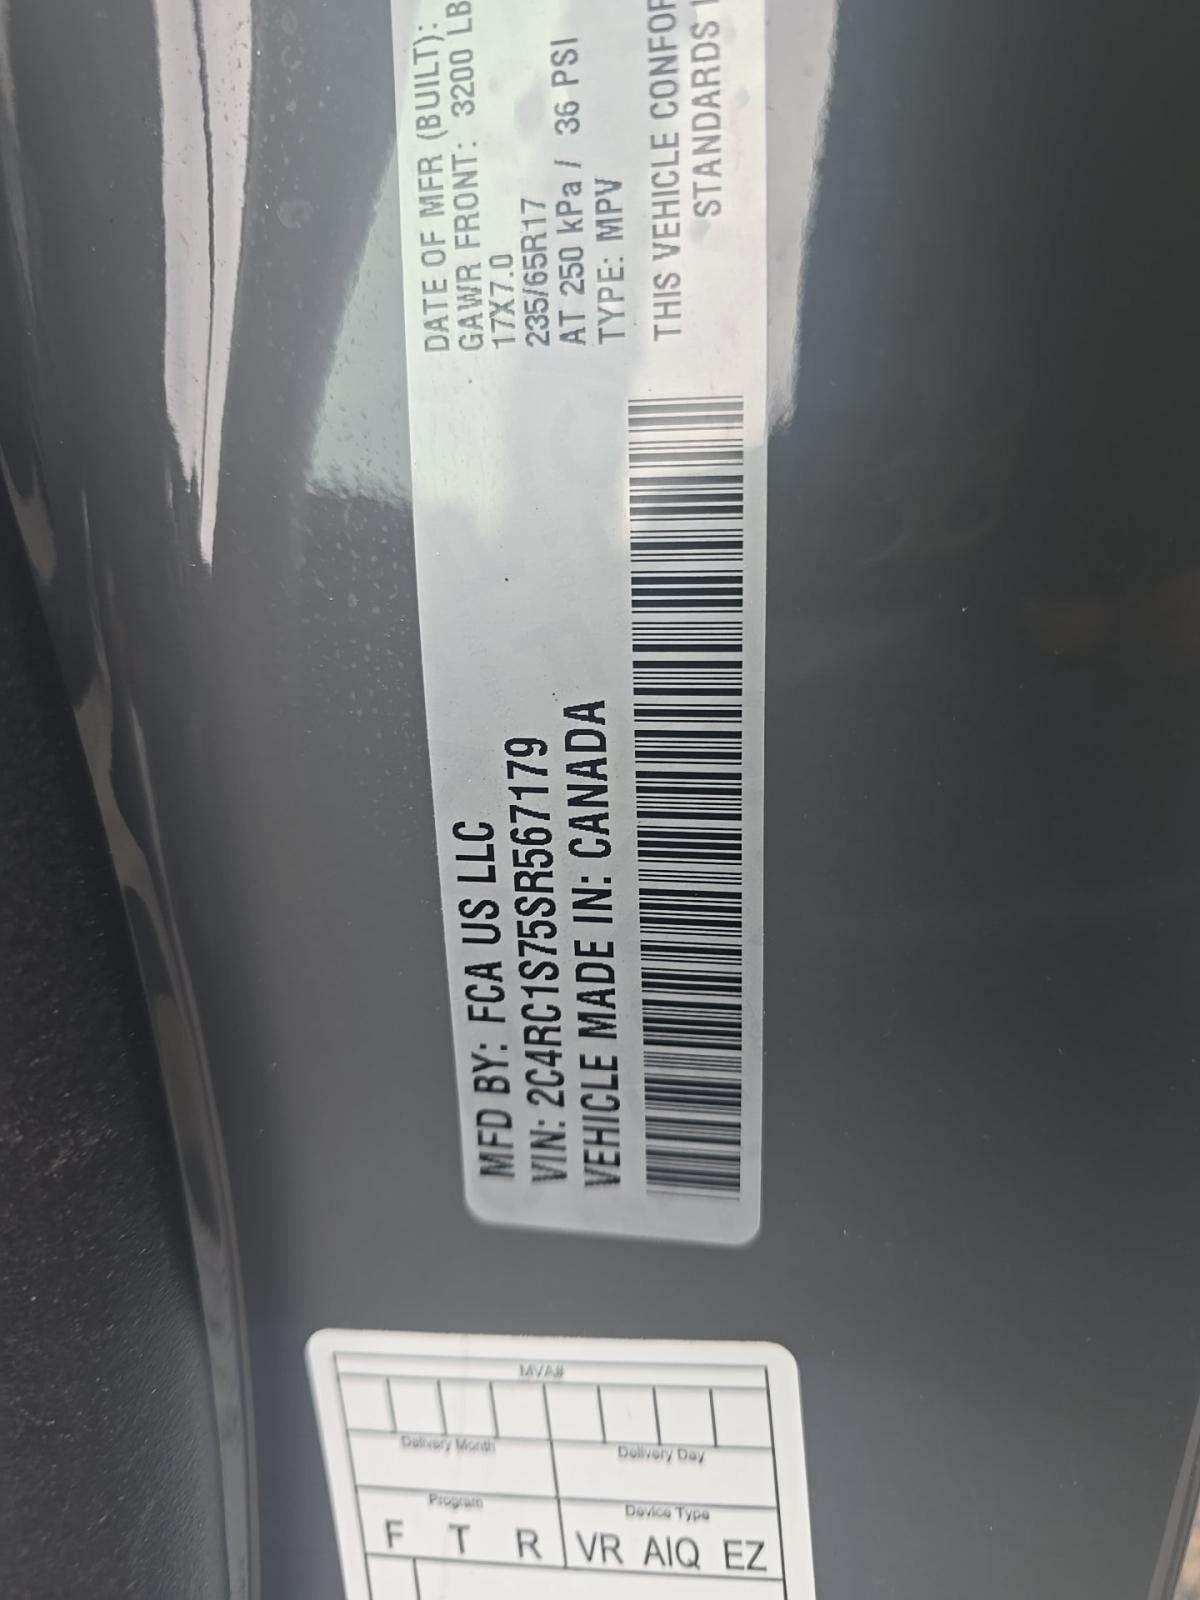 MFD BY: FCA US LLC
VIN: 2C4RC1S75SR567179
VEHICLE MADE IN: CANADA
DATE OF MFR (BUILT):
GAWR FRONT: 3200 LB
17X7.0
235/65R17
AT 250 kPa / 36 PSI
TYPE: MPV
THIS VEHICLE CONFOR
STANDARDS
MVA#
Delivery Month
Delivery Day
Program
Device Type
F T R
VR AIQ EZ